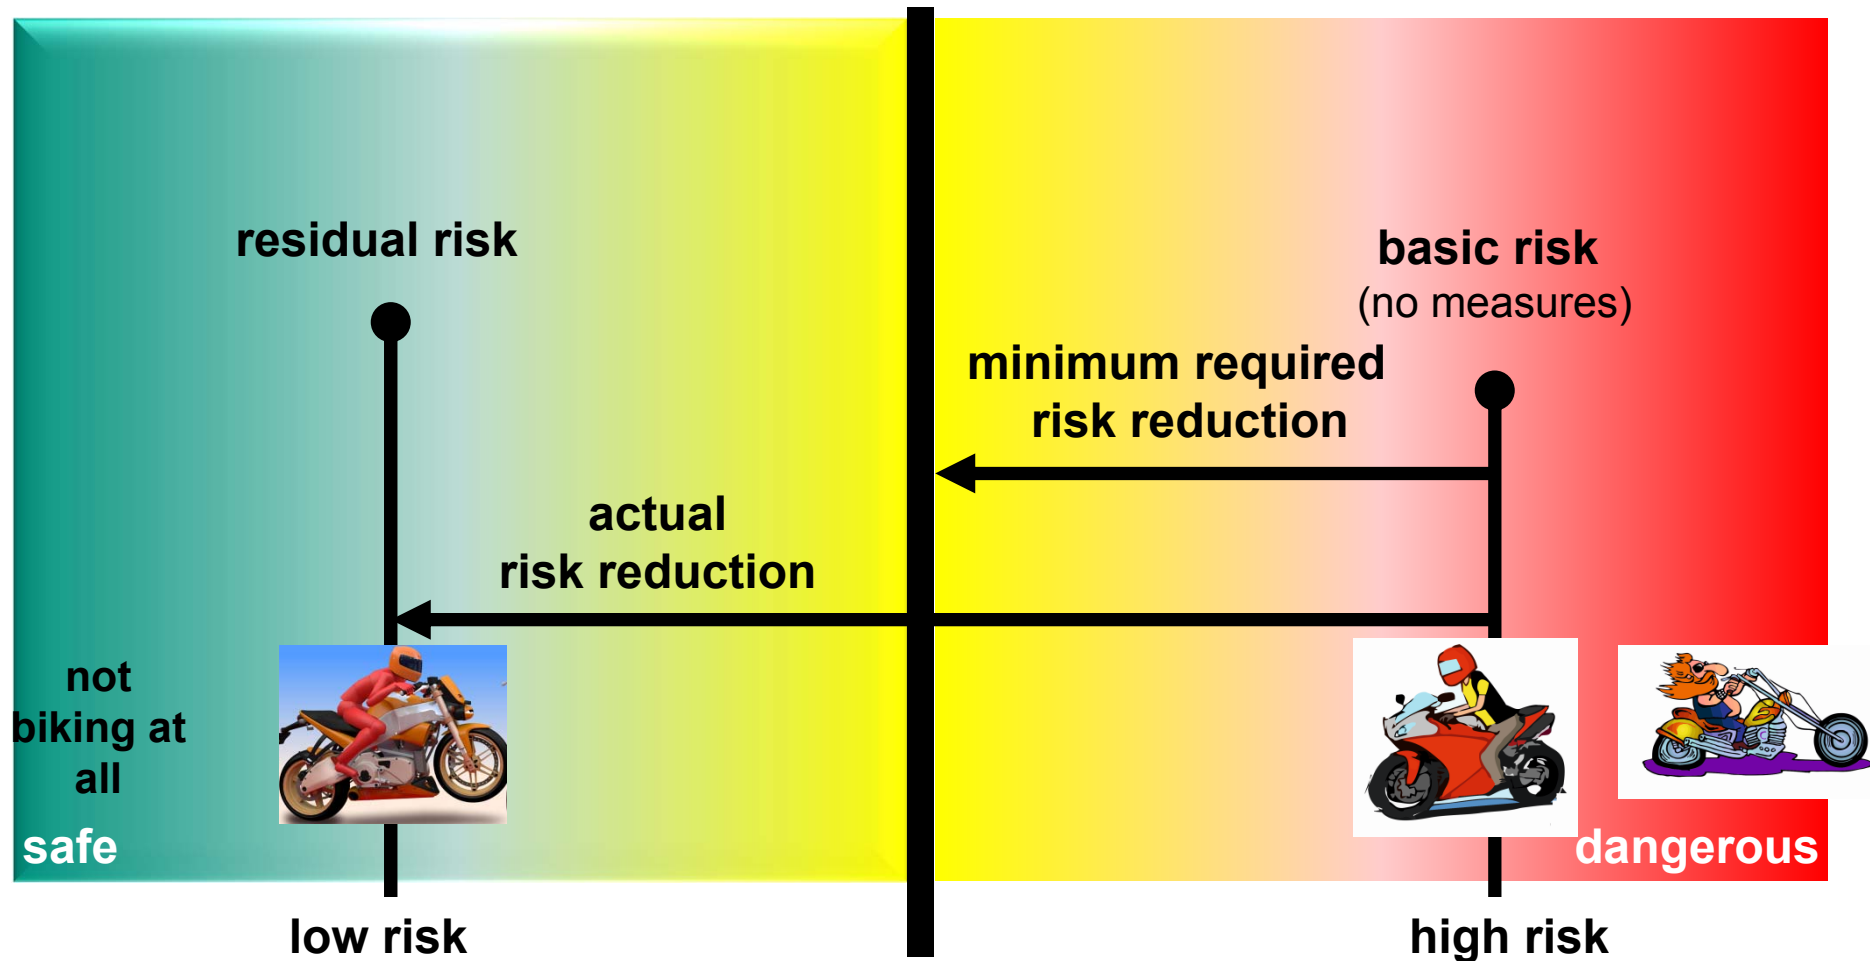 residual risk
basic risk
(no measures)
minimum required
risk reduction
actual
risk reduction
not
biking at
all
safe
dangerous
low risk
high risk